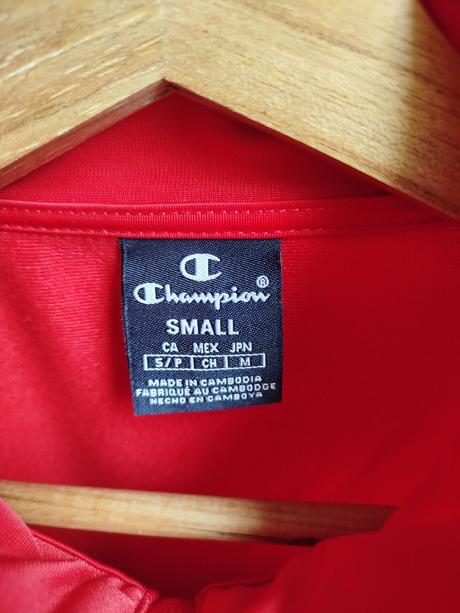 Champion®
SMALL
CA MEX JPN
S/P CH M
MADE IN CAMBODIA
FABRIQUÉ AU CAMBODGE
HECHO EN CAMBOYA